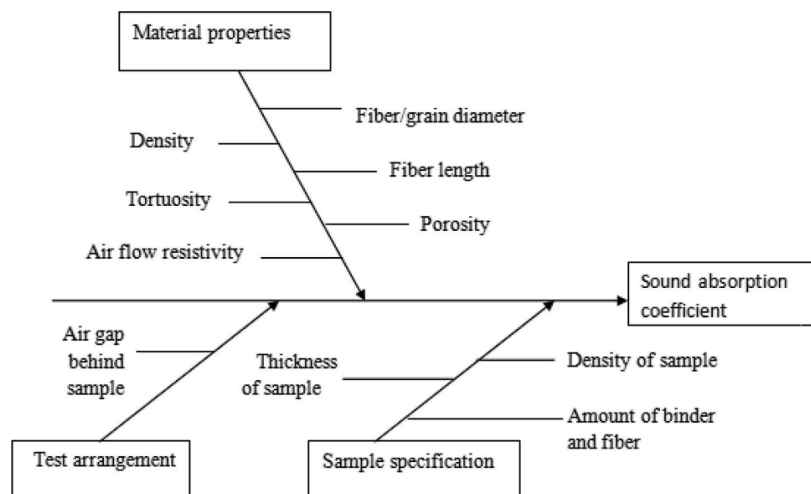 Material properties
Fiber/grain diameter
Density
Fiber length
Tortuosity
Porosity
Air flow resistivity
Sound absorption
coefficient
Air gap
behind
sample
Thickness
of sample
Density of sample
Amount of binder
and fiber
Test arrangement
Sample specification